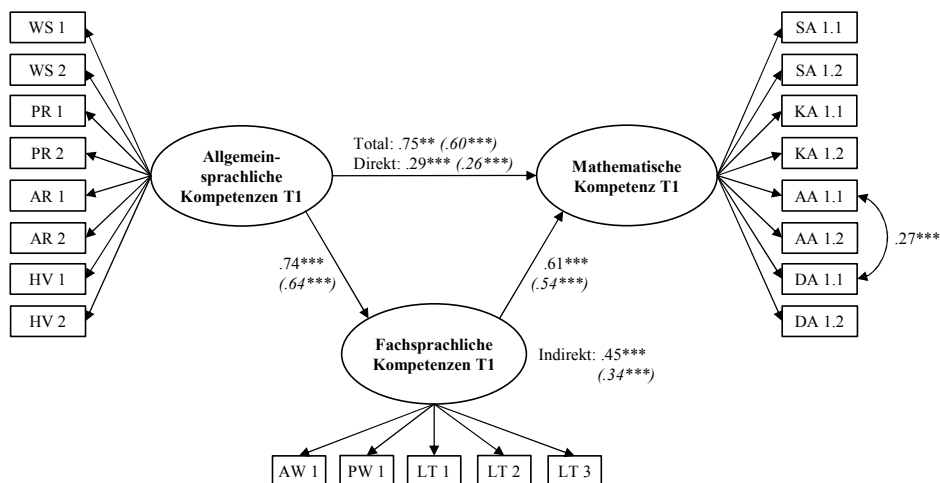 WS 1
WS 2
PR 1
PR 2
AR 1
AR 2
HV 1
HV 2
Allgemein-
sprachliche
Kompetenzen T1
Total: .75** (.60***)
Direkt: .29*** (.26***)
Mathematische
Kompetenz T1
SA 1.1
SA 1.2
KA 1.1
KA 1.2
AA 1.1
AA 1.2
DA 1.1
DA 1.2
.27***
.74***
(.64***)
.61***
(.54***)
Fachsprachliche
Kompetenzen T1
Indirekt: .45***
(.34***)
AW 1
PW 1
LT 1
LT 2
LT 3